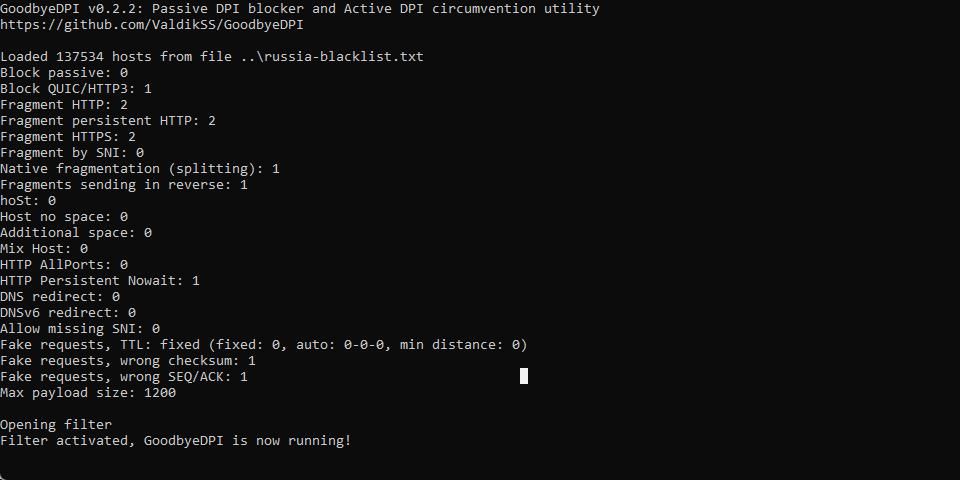 GoodbyeDPI v0.2.2: Passive DPI blocker and Active DPI circumvention utility
https://github.com/ValdikSS/GoodbyeDPI
Loaded 137534 hosts from file ..\russia-blacklist.txt
Block passive: 0
Block QUIC/HTTP3: 1
Fragment HTTP: 2
Fragment persistent HTTP: 2
Fragment HTTPS: 2
Fragment by SNI: 0
Native fragmentation (splitting): 1
Fragments sending in reverse: 1
hoSt: 0
Host no space: 0
Additional space: 0
Mix Host: 0
HTTP AllPorts: 0
HTTP Persistent Nowait: 1
DNS redirect: 0
DNSv6 redirect: 0
Allow missing SNI: 0
Fake requests, TTL: fixed (fixed: 0, auto: 0-0-0, min distance: 0)
Fake requests, wrong checksum: 1
Fake requests, wrong SEQ/ACK: 1
Max payload size: 1200
Opening filter
Filter activated, GoodbyeDPI is now running!